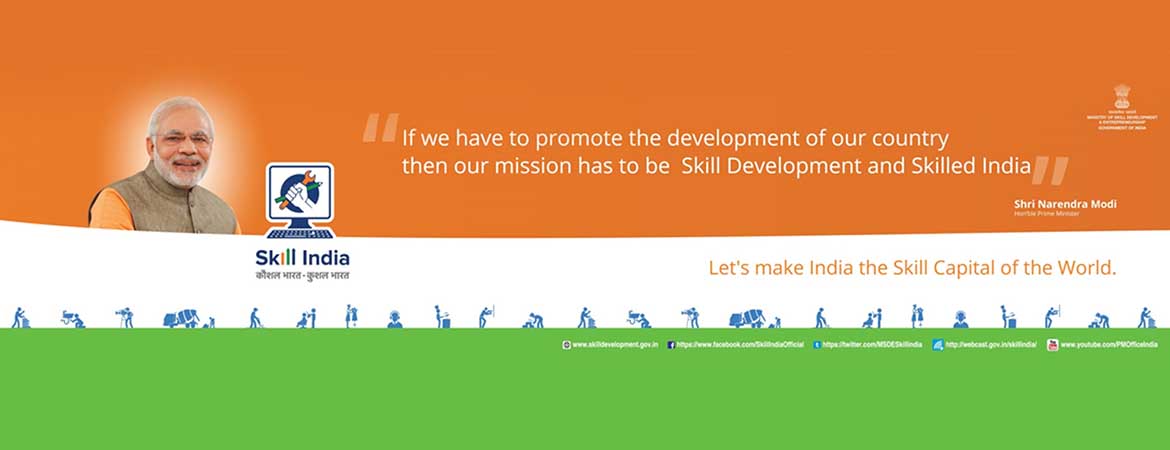 If we have to promote the development of our country
then our mission has to be Skill Development and Skilled India
MINISTRY OF SKILL DEVELOPMENT
& ENTREPRENEURSHIP
GOVERNMENT OF INDIA
Shri Narendra Modi
Hon'ble Prime Minister
Skill India
कौशल भारत - कुशल भारत
Let's make India the Skill Capital of the World.
www.skilldevelopment.gov.in
https://www.facebook.com/SkillIndiaOfficial
https://twitter.com/MSDESkillindia
http://webcast.gov.in/skillindia/
www.youtube.com/PMOfficeIndia